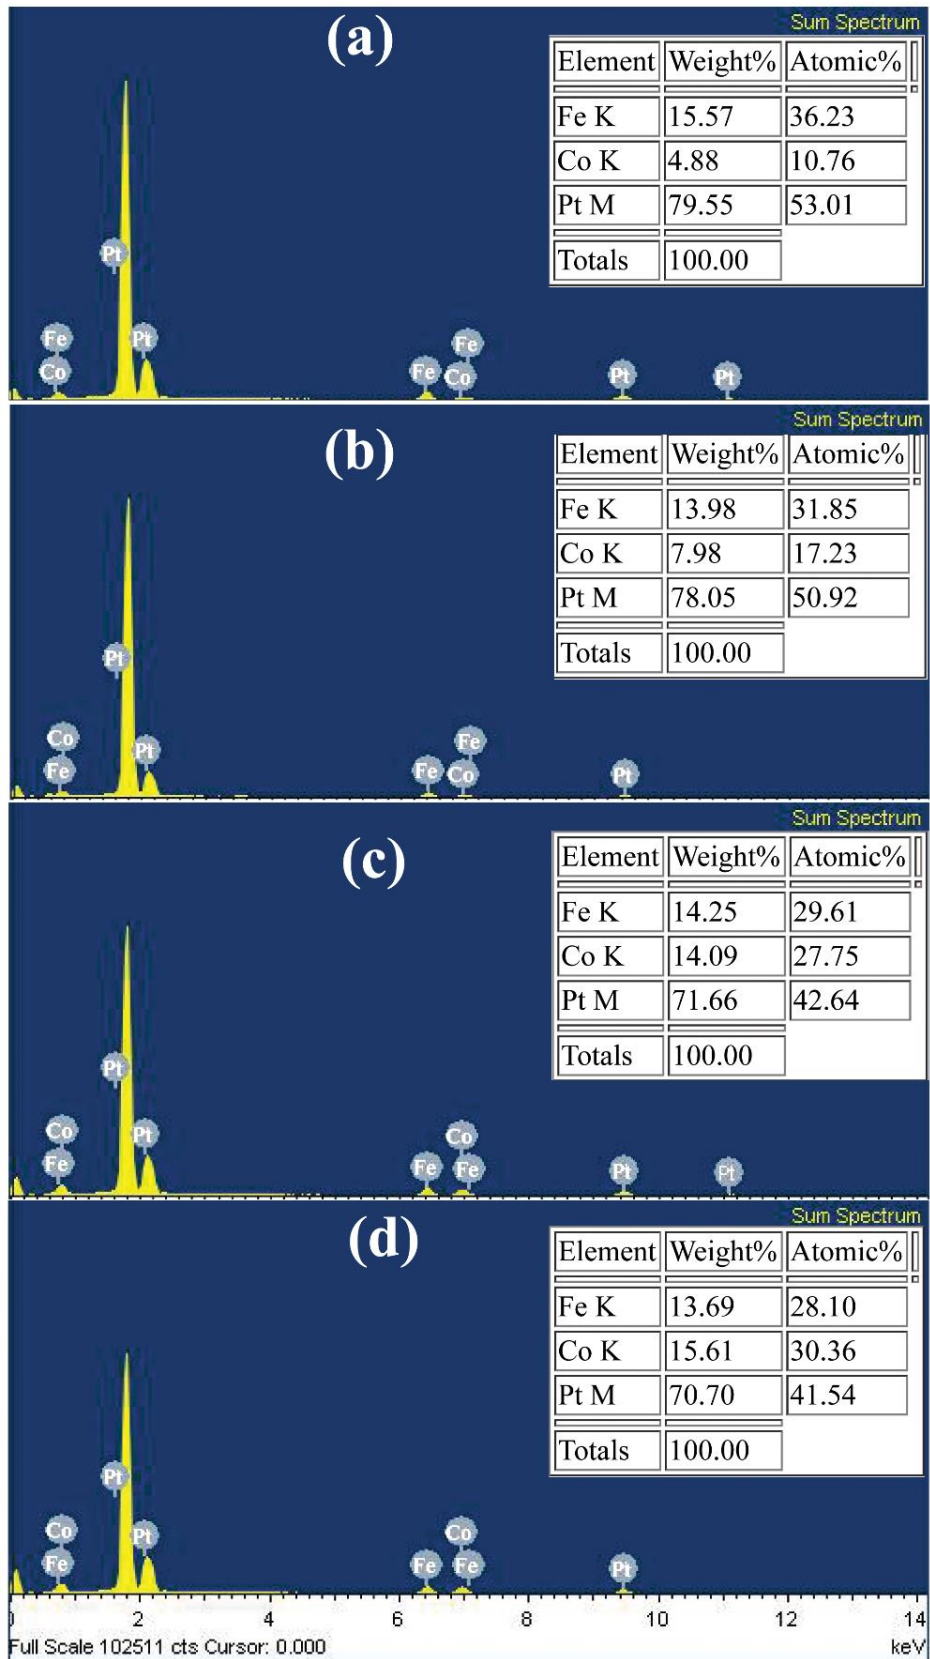 (a)
Sum Spectrum
Element Weight% Atomic%
Fe K 15.57 36.23
Co K 4.88 10.76
Pt M 79.55 53.01
Totals 100.00
Pt
Fe Pt Fe
Co Fe Co Pt Pt
(b)
Sum Spectrum
Element Weight% Atomic%
Fe K 13.98 31.85
Co K 7.98 17.23
Pt M 78.05 50.92
Totals 100.00
Pt
Co Pt Fe
Fe Fe Co Pt
(c)
Sum Spectrum
Element Weight% Atomic%
Fe K 14.25 29.61
Co K 14.09 27.75
Pt M 71.66 42.64
Totals 100.00
Pt
Co Pt Co
Fe Fe Fe Pt Pt
(d)
Sum Spectrum
Element Weight% Atomic%
Fe K 13.69 28.10
Co K 15.61 30.36
Pt M 70.70 41.54
Totals 100.00
Pt
Co Pt Co
Fe Fe Fe Pt
0 2 4 6 8 10 12 14
Full Scale 102511 cts Cursor: 0.000 keV